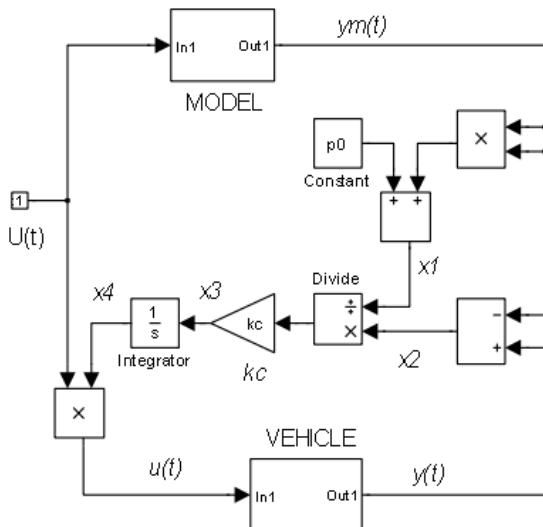 ym(t)
In1 Out1
MODEL
p0
Constant
×
+ +
1
U(t)
x1
Divide
x4
x3
1
s
Integrator
kc
kc
÷
×
x2
−
+
×
VEHICLE
u(t)
In1 Out1
y(t)